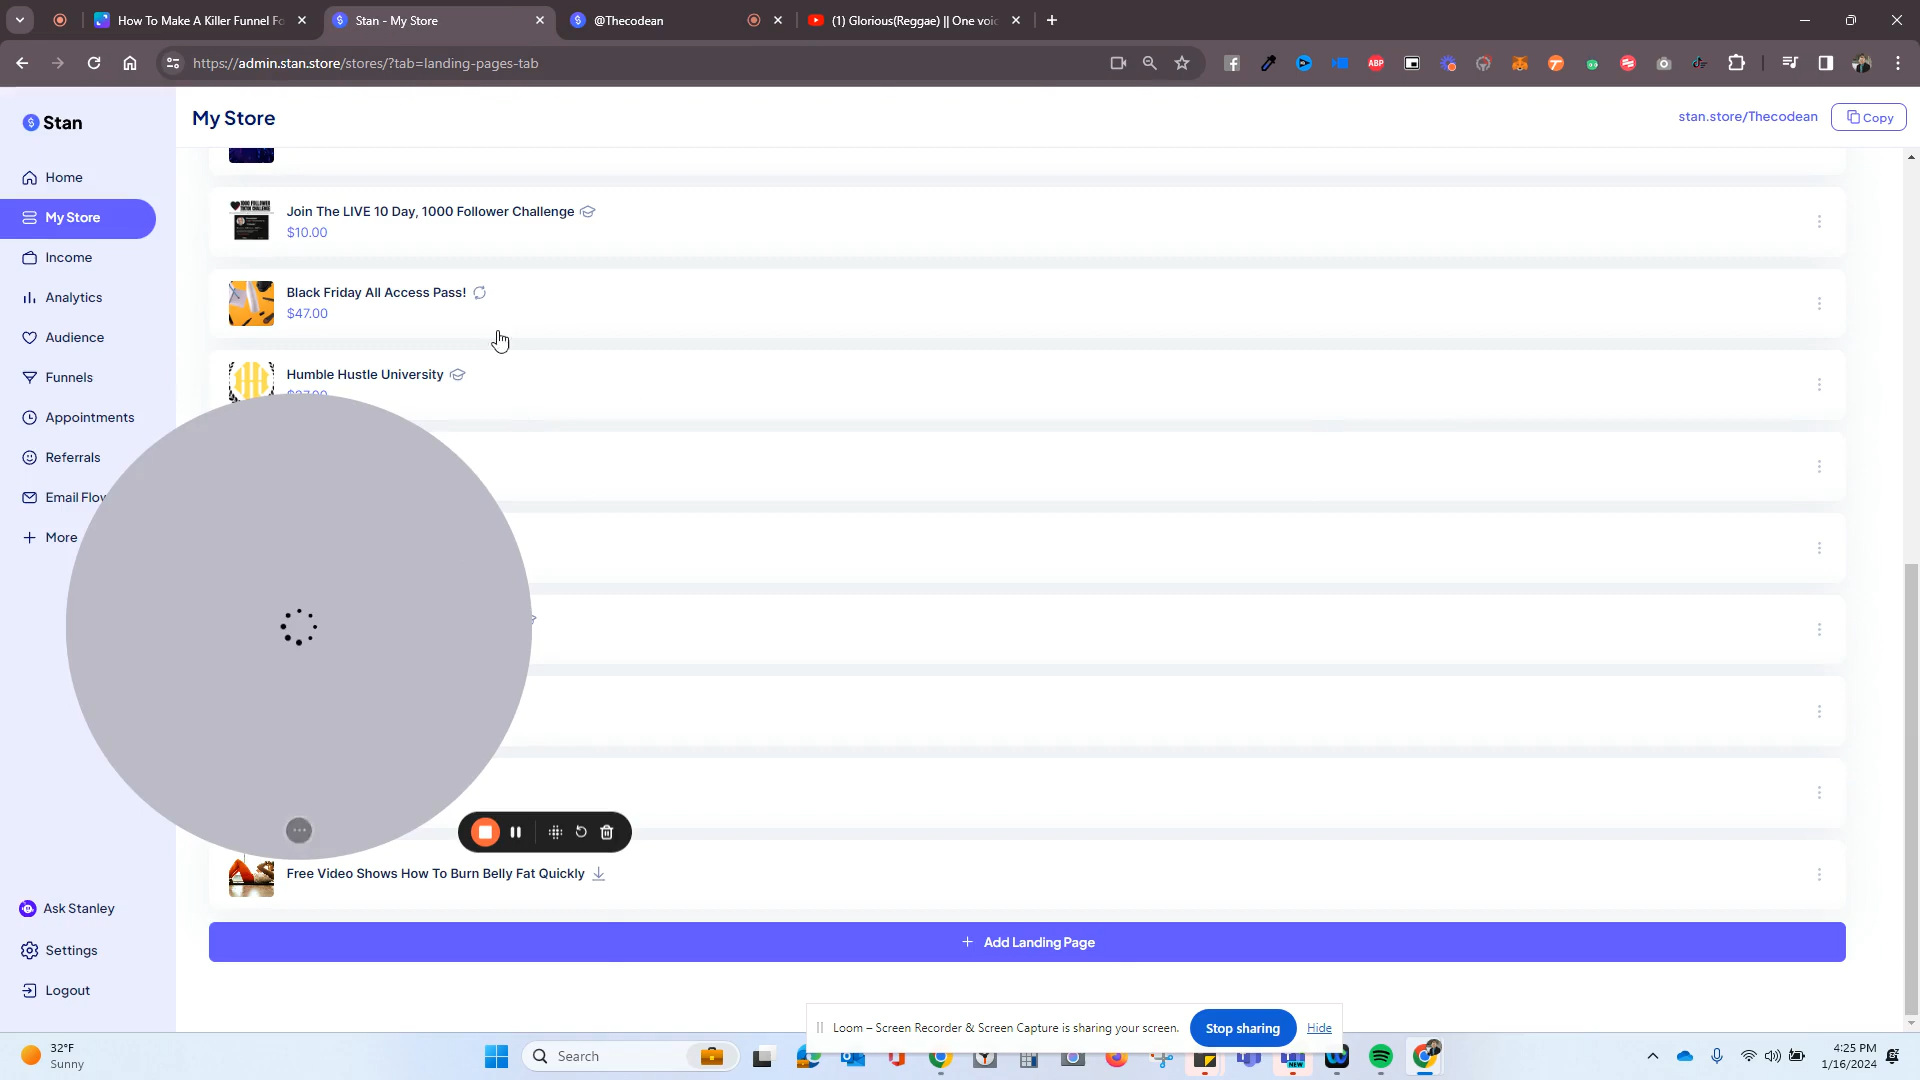 How To Make A Killer Funnel Fo
Stan - My Store
@Thecodean
(1) Glorious(Reggae) || One voic
https://admin.stan.store/stores/?tab=landing-pages-tab
Stan
My Store
stan.store/Thecodean
Copy
Home
My Store
Income
Analytics
Audience
Funnels
Appointments
Referrals
Email Flow
More
Join The LIVE 10 Day, 1000 Follower Challenge
$10.00
Black Friday All Access Pass!
$47.00
Humble Hustle University
Free Video Shows How To Burn Belly Fat Quickly
Add Landing Page
Ask Stanley
Settings
Logout
Loom – Screen Recorder & Screen Capture is sharing your screen.
Stop sharing
Hide
32°F
Sunny
Search
4:25 PM
1/16/2024